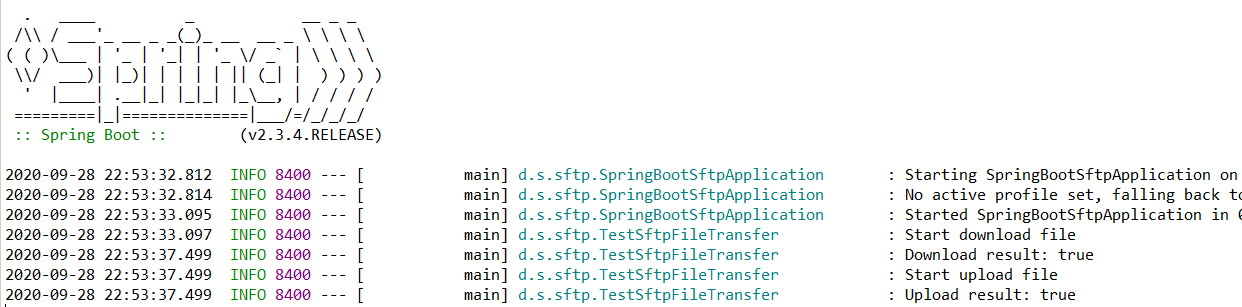 .   ____          _            __ _ _
 /\\ / ___'_ __ _ _(_)_ __  __ _ \ \ \ \
( ( )\___ | '_ | '_| | '_ \/ _` | \ \ \ \
 \\/  ___)| |_)| | | | | || (_| |  ) ) ) )
  '  |____| .__|_| |_|_| |_\__, | / / / /
 =========|_|==============|___/=/_/_/_/
 :: Spring Boot ::        (v2.3.4.RELEASE)
2020-09-28 22:53:32.812  INFO 8400 --- [           main] d.s.sftp.SpringBootSftpApplication       : Starting SpringBootSftpApplication on
2020-09-28 22:53:32.814  INFO 8400 --- [           main] d.s.sftp.SpringBootSftpApplication       : No active profile set, falling back to
2020-09-28 22:53:33.095  INFO 8400 --- [           main] d.s.sftp.SpringBootSftpApplication       : Started SpringBootSftpApplication in
2020-09-28 22:53:33.097  INFO 8400 --- [           main] d.s.sftp.TestSftpFileTransfer            : Start download file
2020-09-28 22:53:37.499  INFO 8400 --- [           main] d.s.sftp.TestSftpFileTransfer            : Download result: true
2020-09-28 22:53:37.499  INFO 8400 --- [           main] d.s.sftp.TestSftpFileTransfer            : Start upload file
2020-09-28 22:53:37.499  INFO 8400 --- [           main] d.s.sftp.TestSftpFileTransfer            : Upload result: true